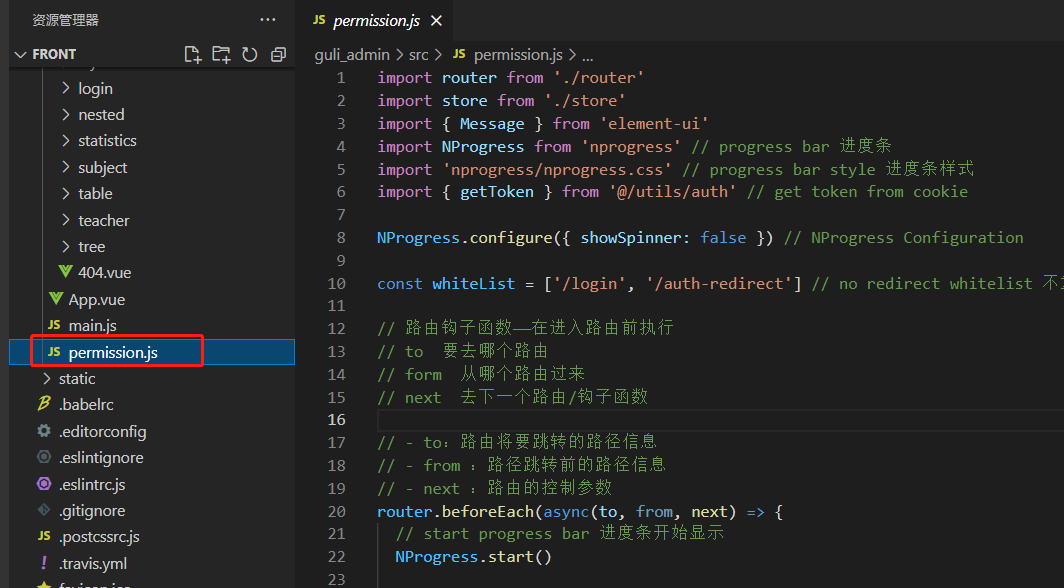 资源管理器 ···
FRONT
login
nested
statistics
subject
table
teacher
tree
404.vue
App.vue
JS main.js
JS permission.js
static
.babelrc
.editorconfig
.eslintignore
.eslintrc.js
.gitignore
JS .postcssrc.js
! .travis.yml
JS permission.js ×
guli_admin > src > JS permission.js > ...
1 import router from './router'
2 import store from './store'
3 import { Message } from 'element-ui'
4 import NProgress from 'nprogress' // progress bar 进度条
5 import 'nprogress/nprogress.css' // progress bar style 进度条样式
6 import { getToken } from '@/utils/auth' // get token from cookie
7
8 NProgress.configure({ showSpinner: false }) // NProgress Configuration
9
10 const whiteList = ['/login', '/auth-redirect'] // no redirect whitelist 不
11
12 // 路由钩子函数—在进入路由前执行
13 // to 要去哪个路由
14 // form 从哪个路由过来
15 // next 去下一个路由/钩子函数
16
17 // - to：路由将要跳转的路径信息
18 // - from ：路径跳转前的路径信息
19 // - next ：路由的控制参数
20 router.beforeEach(async(to, from, next) => {
21 // start progress bar 进度条开始显示
22 NProgress.start()
23